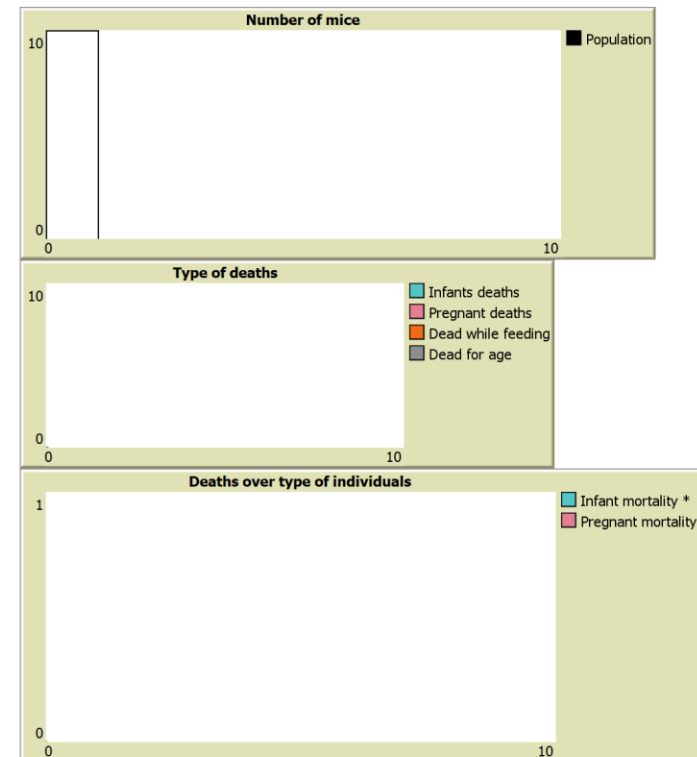 Number of mice
10
Population
0
0 10
Type of deaths
10
Infants deaths
Pregnant deaths
Dead while feeding
Dead for age
0
0 10
Deaths over type of individuals
1
Infant mortality *
Pregnant mortality
0
0 10